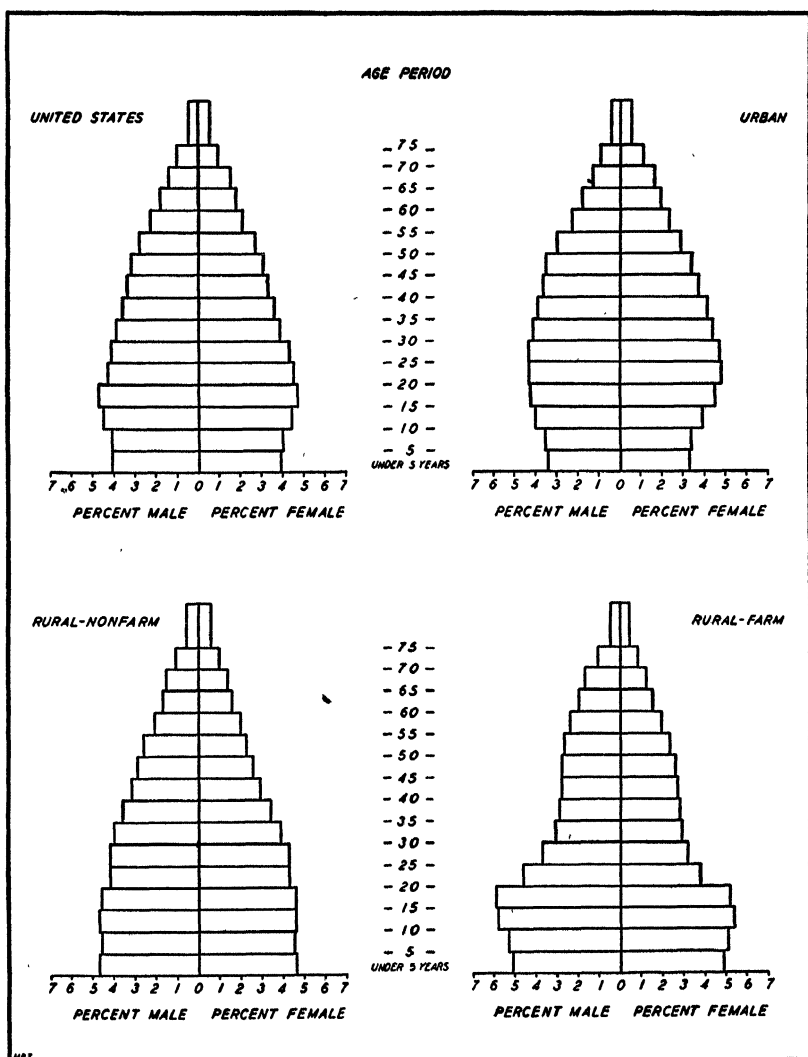 AGE PERIOD
UNITED STATES
URBAN
- 75 -
- 70 -
- 65 -
- 60 -
- 55 -
- 50 -
- 45 -
- 40 -
- 35 -
- 30 -
- 25 -
- 20 -
- 15 -
- 10 -
- 5 -
UNDER 5 YEARS
7 6 5 4 3 2 1 0 1 2 3 4 5 6 7
7 6 5 4 3 2 1 0 1 2 3 4 5 6 7
PERCENT MALE PERCENT FEMALE
PERCENT MALE PERCENT FEMALE
RURAL-NONFARM
RURAL-FARM
- 75 -
- 70 -
- 65 -
- 60 -
- 55 -
- 50 -
- 45 -
- 40 -
- 35 -
- 30 -
- 25 -
- 20 -
- 15 -
- 10 -
- 5 -
UNDER 5 YEARS
7 6 5 4 3 2 1 0 1 2 3 4 5 6 7
7 6 5 4 3 2 1 0 1 2 3 4 5 6 7
PERCENT MALE PERCENT FEMALE
PERCENT MALE PERCENT FEMALE